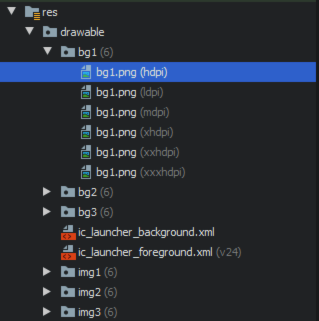 res
drawable
bg1 (6)
bg1.png (hdpi)
bg1.png (ldpi)
bg1.png (mdpi)
bg1.png (xhdpi)
bg1.png (xxhdpi)
bg1.png (xxxhdpi)
bg2 (6)
bg3 (6)
ic_launcher_background.xml
ic_launcher_foreground.xml (v24)
img1 (6)
img2 (6)
img3 (6)